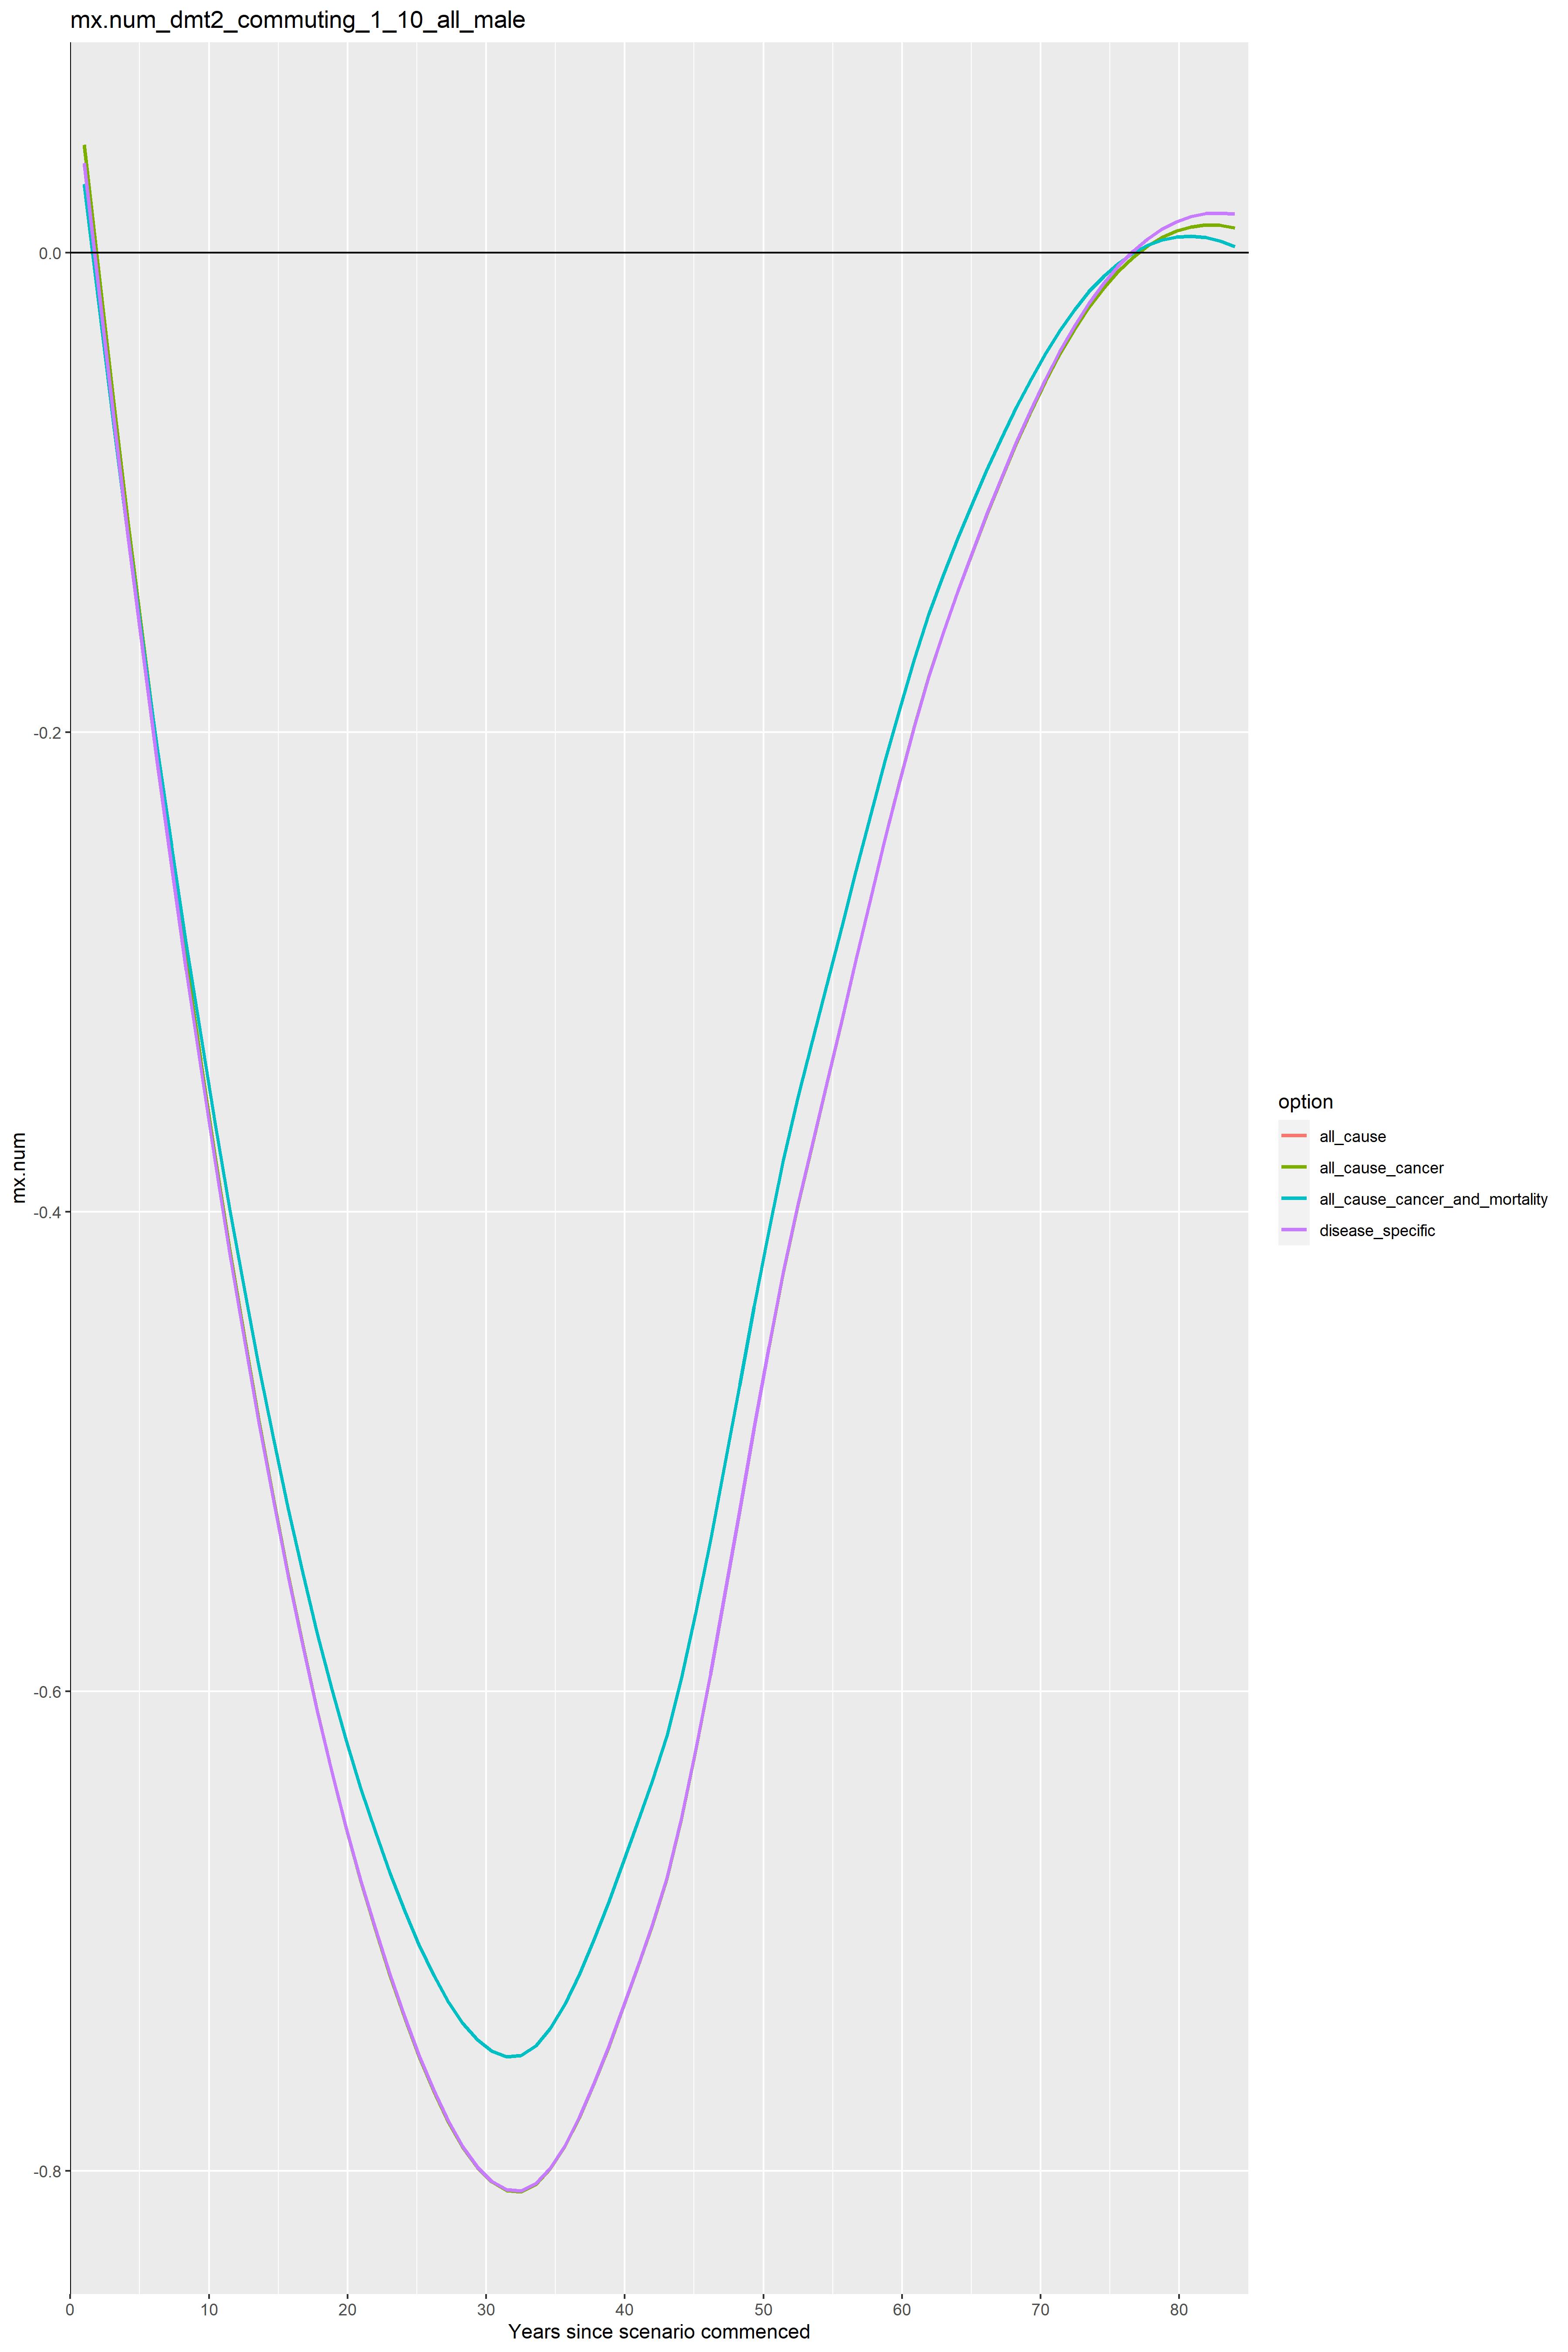 mx.num_dmt2_commuting_1_10_all_male
0.0
-0.2
-0.4
-0.6
-0.8
mx.num
0 10 20 30 40 50 60 70 80
Years since scenario commenced
option
all_cause
all_cause_cancer
all_cause_cancer_and_mortality
disease_specific